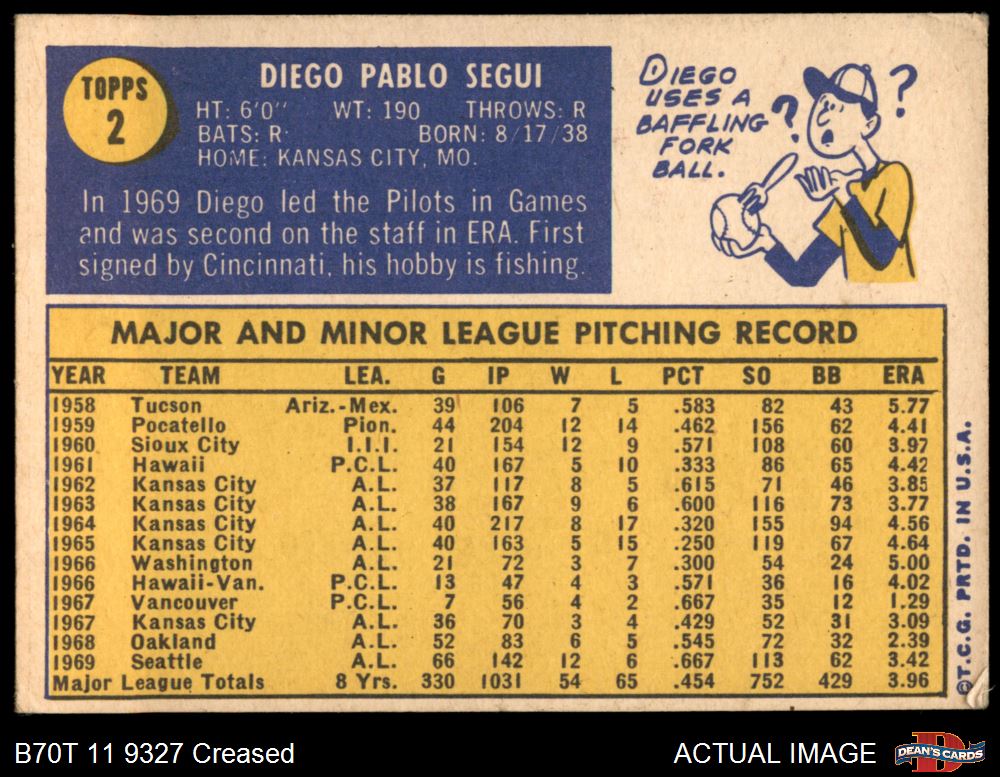 TOPPS
2
DIEGO PABLO SEGUI
HT: 6'0" WT: 190 THROWS: R
BATS: R BORN: 8/17/38
HOME: KANSAS CITY, MO.
In 1969 Diego led the Pilots in Games
and was second on the staff in ERA. First
signed by Cincinnati, his hobby is fishing.
DIEGO
USES A
BAFFLING
FORK
BALL.
? ?
MAJOR AND MINOR LEAGUE PITCHING RECORD
YEAR TEAM LEA. G IP W L PCT SO BB ERA
1958 Tucson Ariz.-Mex. 39 106 7 5 .583 82 43 5.77
1959 Pocatello Pion. 44 204 12 14 .462 156 62 4.41
1960 Sioux City I.I.I. 21 154 12 9 .571 108 60 3.97
1961 Hawaii P.C.L. 40 167 5 10 .333 86 65 4.42
1962 Kansas City A.L. 37 117 8 5 .615 71 46 3.85
1963 Kansas City A.L. 38 167 9 6 .600 116 73 3.77
1964 Kansas City A.L. 40 217 8 17 .320 155 94 4.56
1965 Kansas City A.L. 40 163 5 15 .250 119 67 4.64
1966 Washington A.L. 21 72 3 7 .300 54 24 5.00
1966 Hawaii-Van. P.C.L. 13 47 4 3 .571 36 16 4.02
1967 Vancouver P.C.L. 7 56 4 2 .667 35 12 1.29
1967 Kansas City A.L. 36 70 3 4 .429 52 31 3.09
1968 Oakland A.L. 52 83 6 5 .545 72 32 2.39
1969 Seattle A.L. 66 142 12 6 .667 113 62 3.42
Major League Totals 8 Yrs. 330 1031 54 65 .454 752 429 3.96
©T.C.G. PRTD. IN U.S.A.
B70T 11 9327 Creased
ACTUAL IMAGE
DEAN'S CARDS